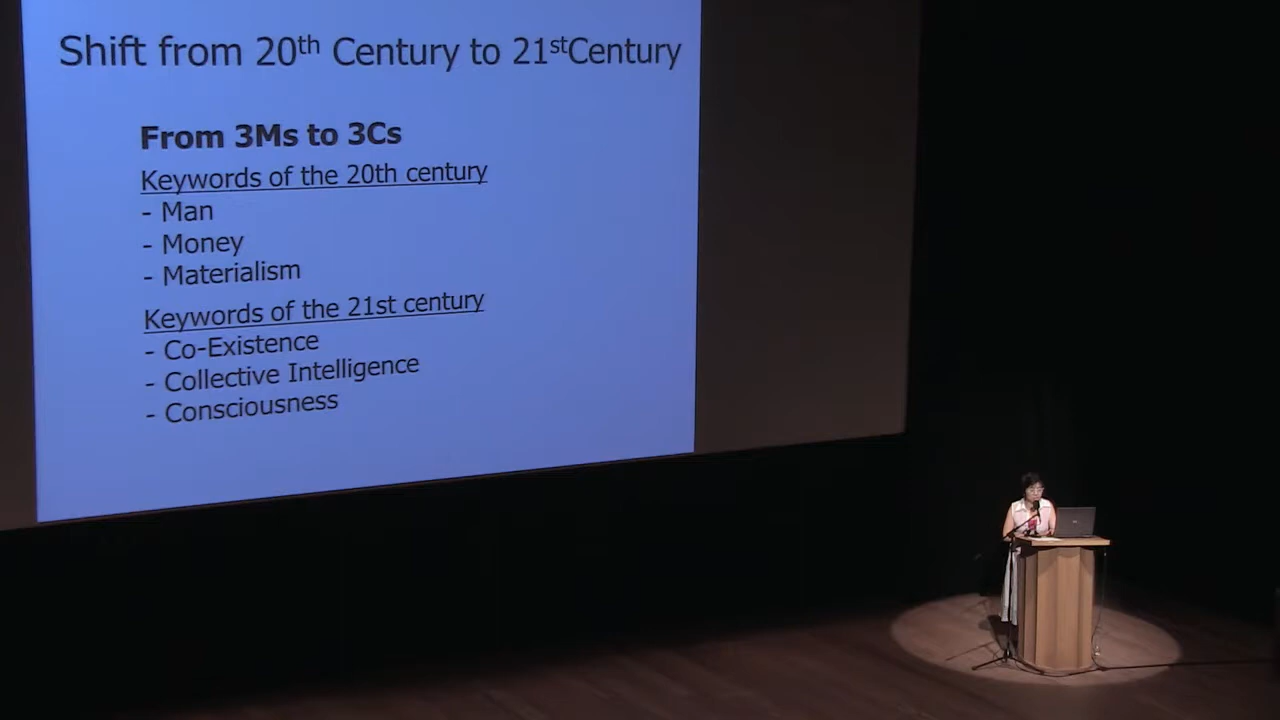 Shift from 20th Century to 21stCentury
From 3Ms to 3Cs
Keywords of the 20th century
- Man
- Money
- Materialism
Keywords of the 21st century
- Co-Existence
- Collective Intelligence
- Consciousness